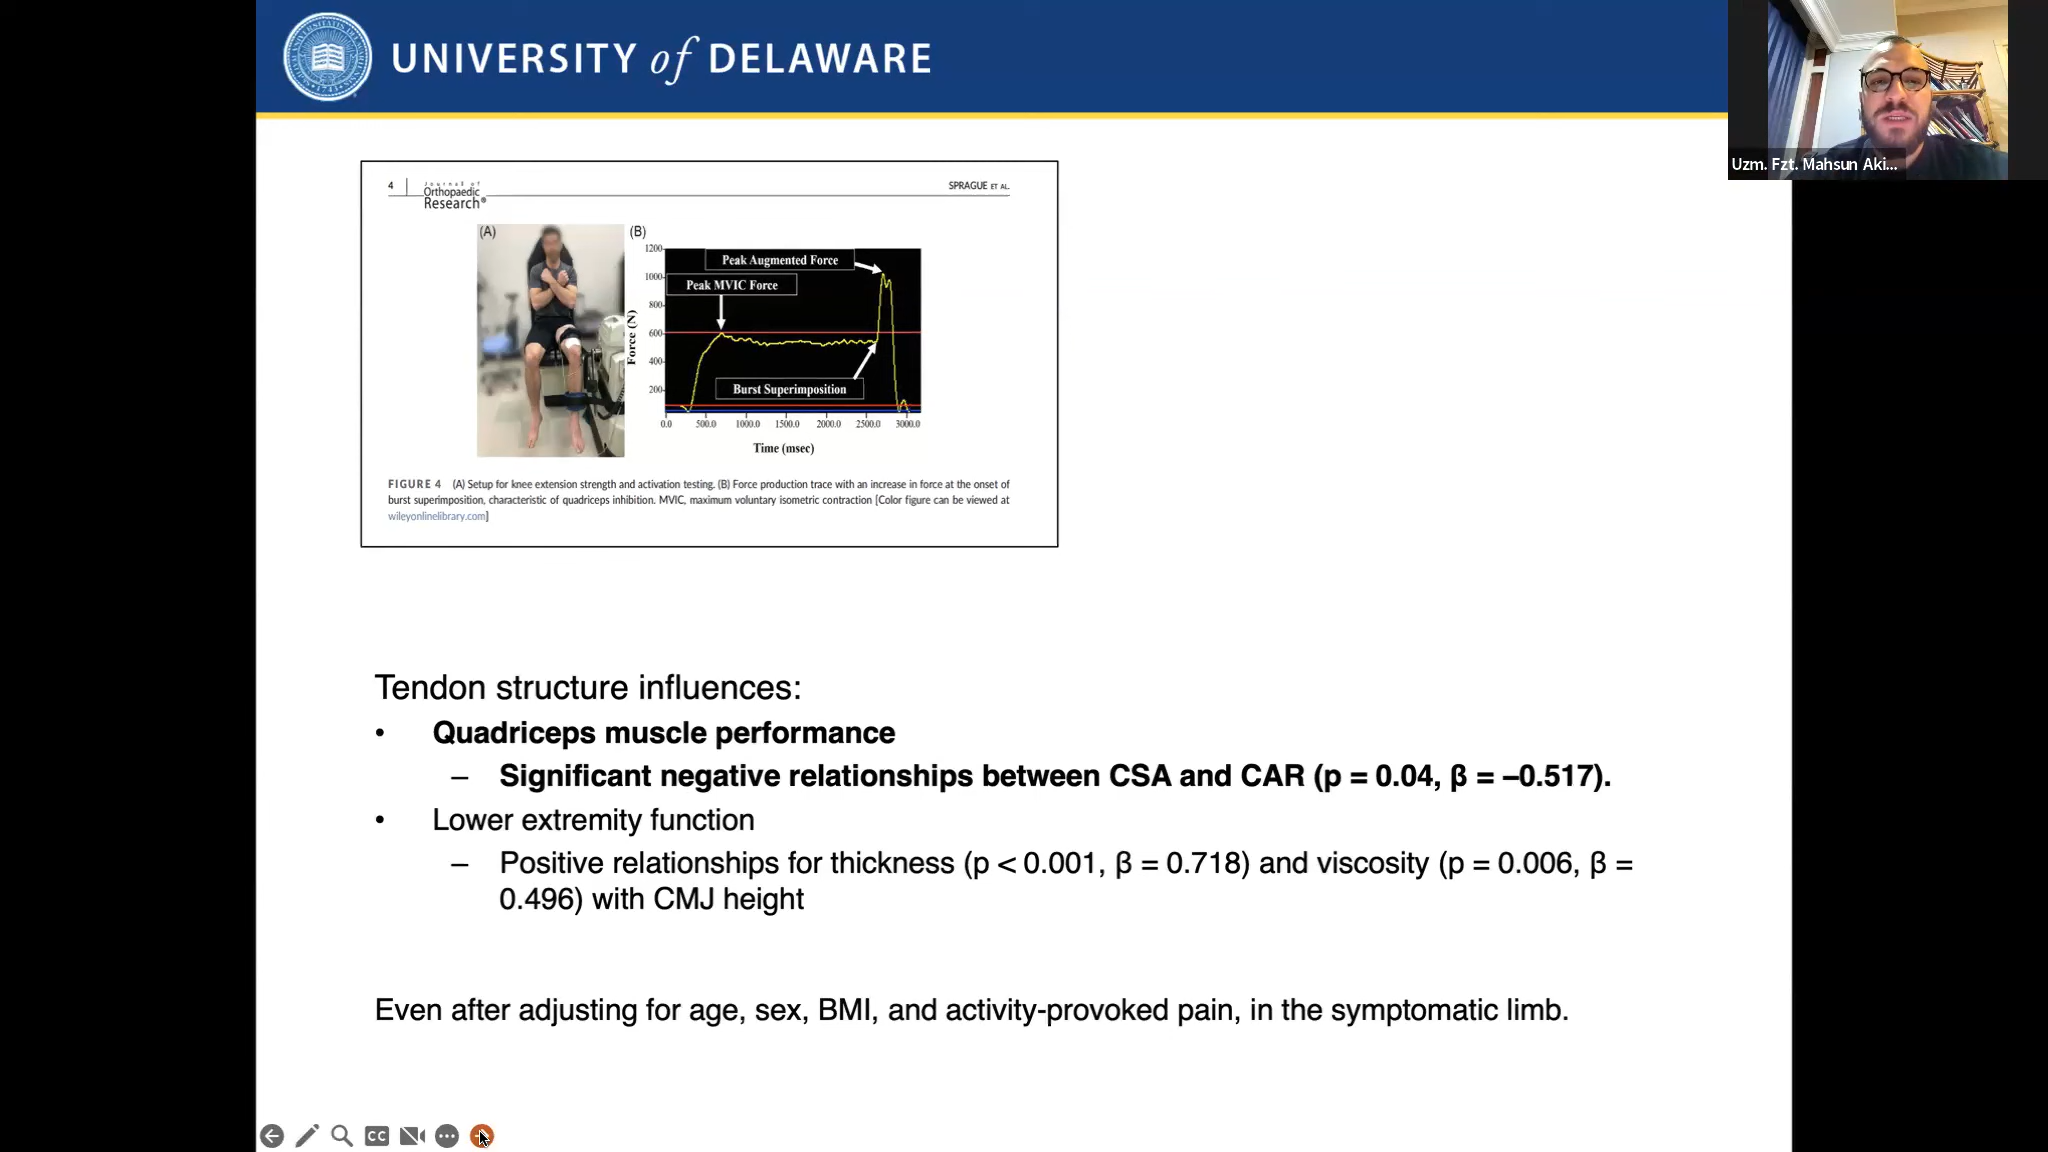 UNIVERSITY of DELAWARE
Uzm. Fzt. Mahsun Aki...
4
Journal of
Orthopaedic
Research®
SPRAGUE ET AL.
(A)
(B)
1200
Peak Augmented Force
1000
Peak MVIC Force
800
600
Force (N)
400
Burst Superimposition
200
0.0 500.0 1000.0 1500.0 2000.0 2500.0 3000.0
Time (msec)
FIGURE 4 (A) Setup for knee extension strength and activation testing. (B) Force production trace with an increase in force at the onset of
burst superimposition, characteristic of quadriceps inhibition. MVIC, maximum voluntary isometric contraction [Color figure can be viewed at
wileyonlinelibrary.com]
Tendon structure influences:
• Quadriceps muscle performance
– Significant negative relationships between CSA and CAR (p = 0.04, β = –0.517).
• Lower extremity function
– Positive relationships for thickness (p < 0.001, β = 0.718) and viscosity (p = 0.006, β =
0.496) with CMJ height
Even after adjusting for age, sex, BMI, and activity-provoked pain, in the symptomatic limb.
CC